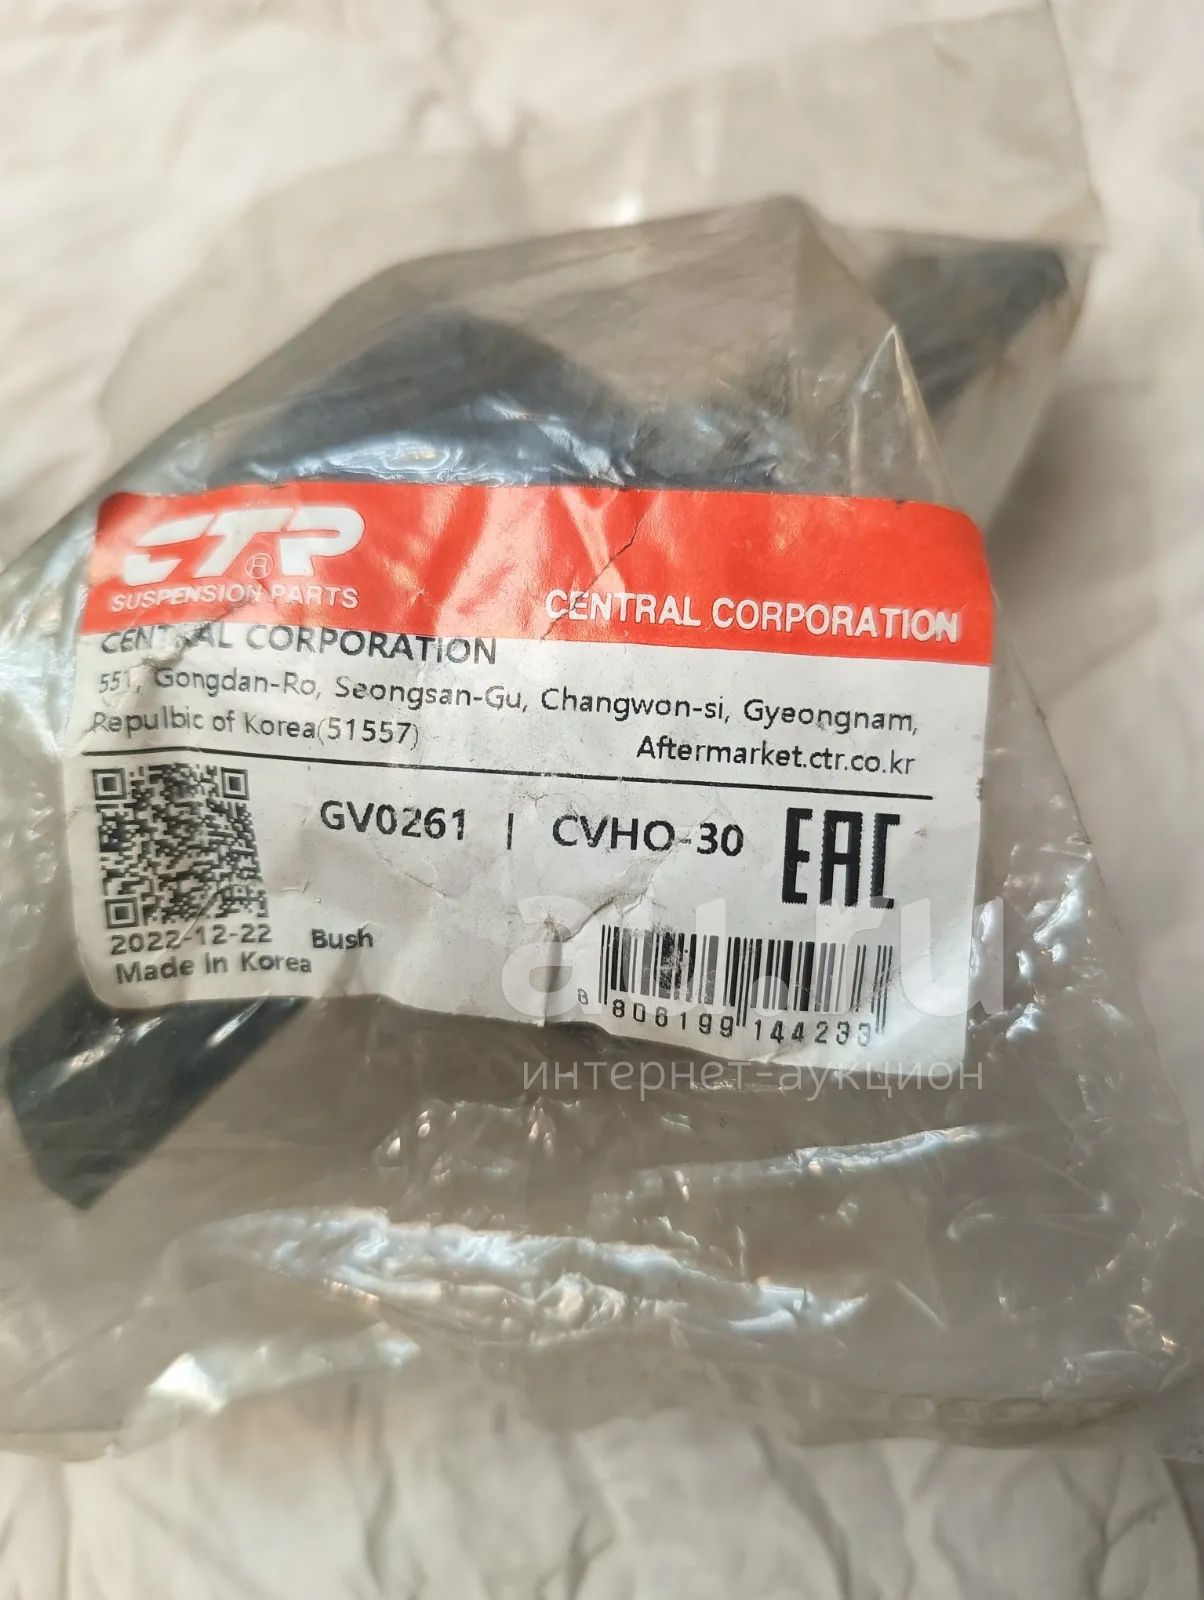 CTR
®
SUSPENSION PARTS
CENTRAL CORPORATION
CENTRAL CORPORATION
551, Gongdan-Ro, Seongsan-Gu, Changwon-si, Gyeongnam,
Repulbic of Korea(51557)
Aftermarket.ctr.co.kr
GV0261 | CVHO-30
EAC
2022-12-22 Bush
Made in Korea
8 806199 144233
au.ru
интернет-аукцион